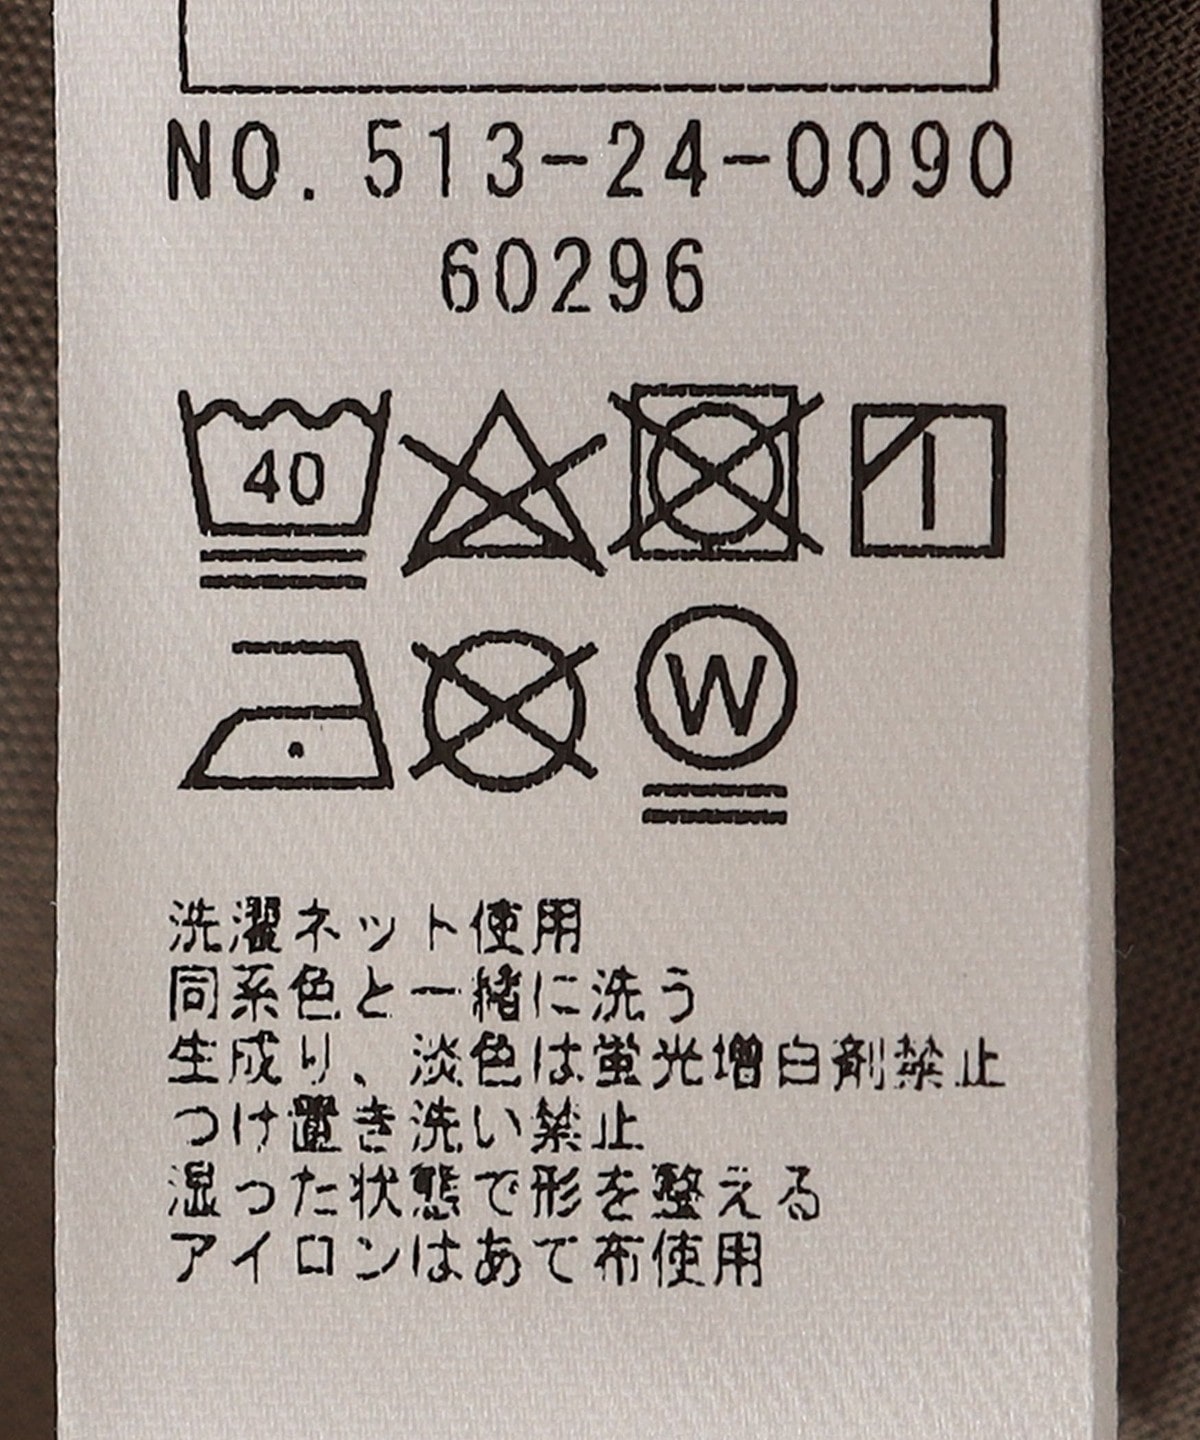 NO. 513-24-0090
60296
40
W
洗濯ネット使用
同系色と一緒に洗う
生成り、淡色は蛍光増白剤禁止
つけ置き洗い禁止
湿った状態で形を整える
アイロンはあて布使用